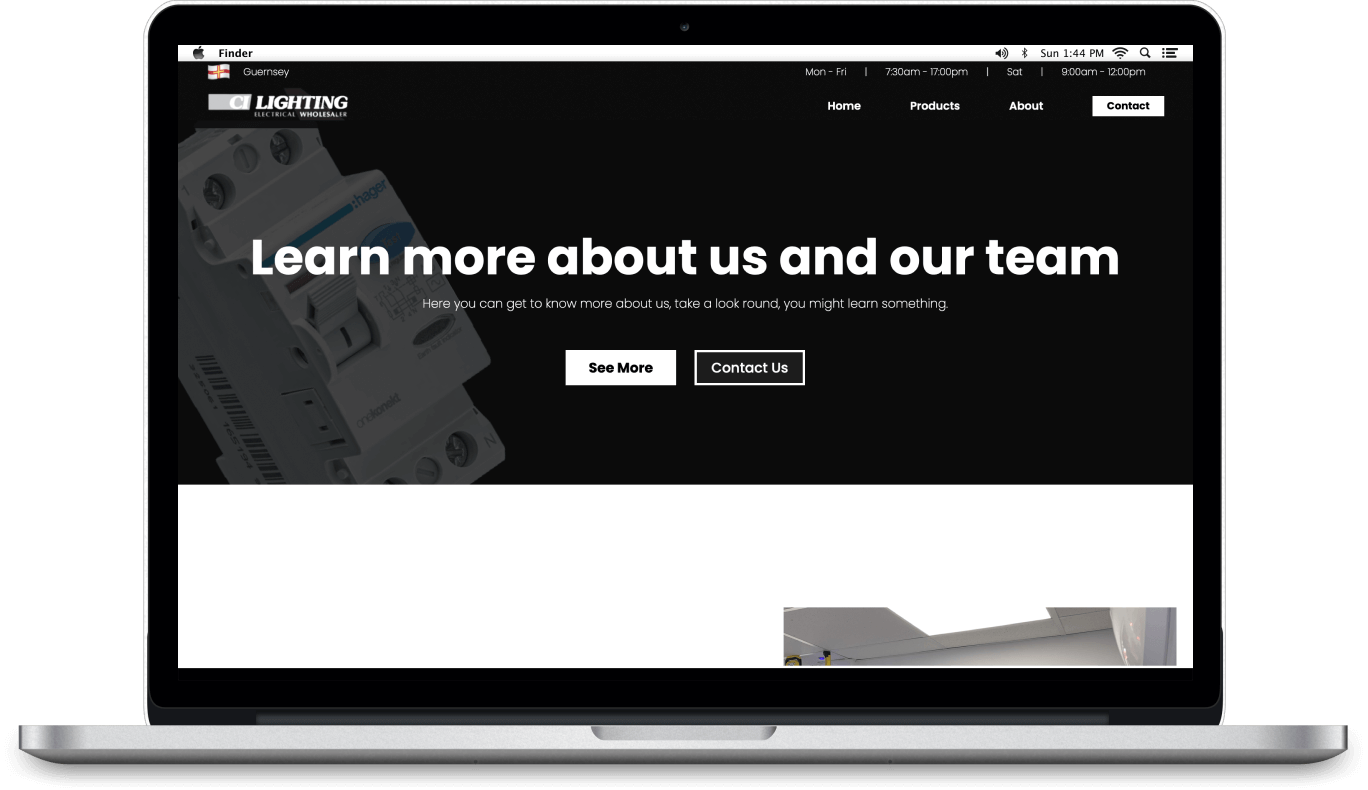 Finder
Sun 1:44 PM
Guernsey
Mon - Fri | 7:30am - 17:00pm | Sat | 9:00am - 12:00pm
CI LIGHTING
ELECTRICAL WHOLESALER
Home
Products
About
Contact
:hager
Learn more about us and our team
Here you can get to know more about us, take a look round, you might learn something.
See More
Contact Us
N